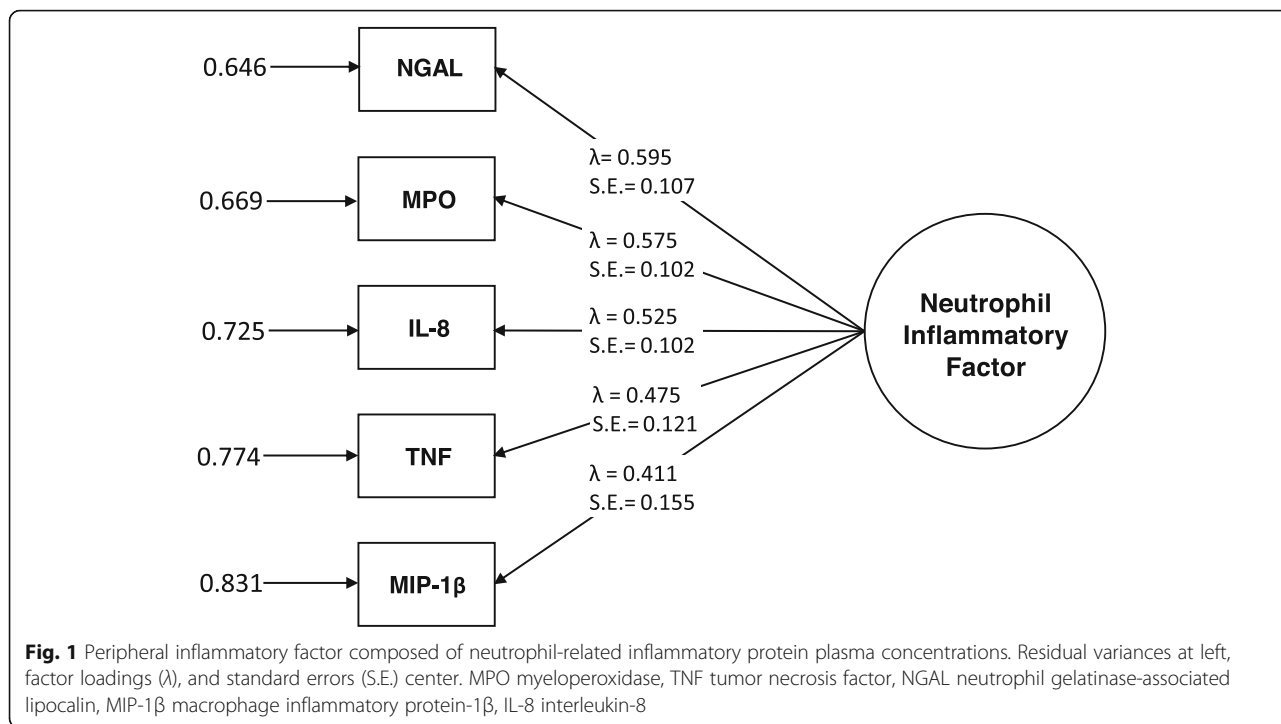 0.646
NGAL
λ= 0.595
S.E.= 0.107
0.669
MPO
λ = 0.575
S.E.= 0.102
0.725
IL-8
λ = 0.525
S.E.= 0.102
0.774
TNF
λ = 0.475
S.E.= 0.121
0.831
MIP-1β
λ = 0.411
S.E.= 0.155
Neutrophil
Inflammatory
Factor
Fig. 1 Peripheral inflammatory factor composed of neutrophil-related inflammatory protein plasma concentrations. Residual variances at left,
factor loadings (λ), and standard errors (S.E.) center. MPO myeloperoxidase, TNF tumor necrosis factor, NGAL neutrophil gelatinase-associated
lipocalin, MIP-1β macrophage inflammatory protein-1β, IL-8 interleukin-8